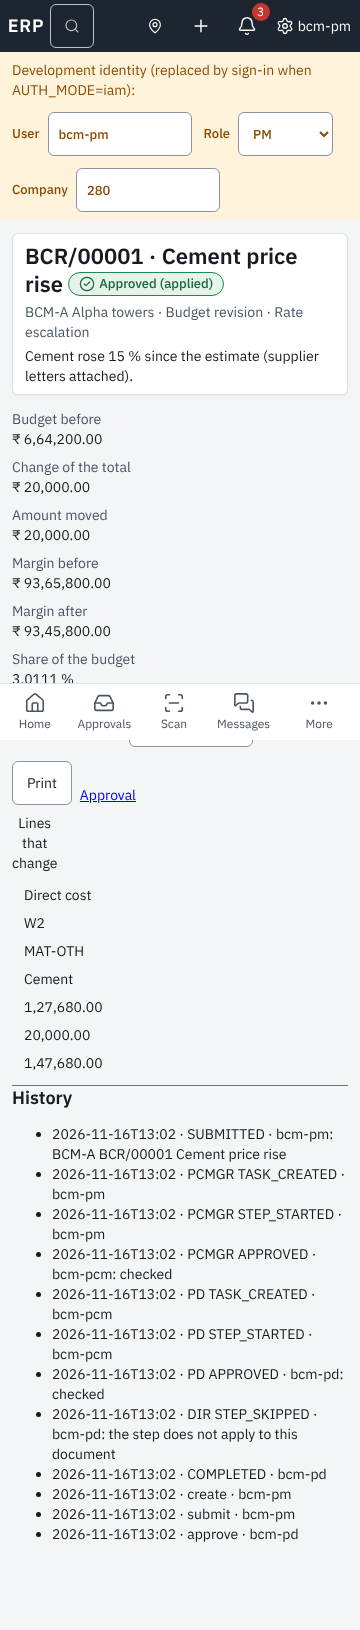 ERP
3
bcm-pm
Development identity (replaced by sign-in when
AUTH_MODE=iam):
User
bcm-pm
Role
PM
Company
280
BCR/00001 · Cement price
rise
Approved (applied)
BCM-A Alpha towers · Budget revision · Rate
escalation
Cement rose 15 % since the estimate (supplier
letters attached).
Budget before
₹ 6,64,200.00
Change of the total
₹ 20,000.00
Amount moved
₹ 20,000.00
Margin before
₹ 93,65,800.00
Margin after
₹ 93,45,800.00
Share of the budget
3.0111 %
Home
Approvals
Scan
Messages
More
Print
Approval
Lines
that
change
Direct cost
W2
MAT-OTH
Cement
1,27,680.00
20,000.00
1,47,680.00
History
2026-11-16T13:02 · SUBMITTED · bcm-pm:
BCM-A BCR/00001 Cement price rise
2026-11-16T13:02 · PCMGR TASK_CREATED ·
bcm-pm
2026-11-16T13:02 · PCMGR STEP_STARTED ·
bcm-pm
2026-11-16T13:02 · PCMGR APPROVED ·
bcm-pcm: checked
2026-11-16T13:02 · PD TASK_CREATED ·
bcm-pcm
2026-11-16T13:02 · PD STEP_STARTED ·
bcm-pcm
2026-11-16T13:02 · PD APPROVED · bcm-pd:
checked
2026-11-16T13:02 · DIR STEP_SKIPPED ·
bcm-pd: the step does not apply to this
document
2026-11-16T13:02 · COMPLETED · bcm-pd
2026-11-16T13:02 · create · bcm-pm
2026-11-16T13:02 · submit · bcm-pm
2026-11-16T13:02 · approve · bcm-pd